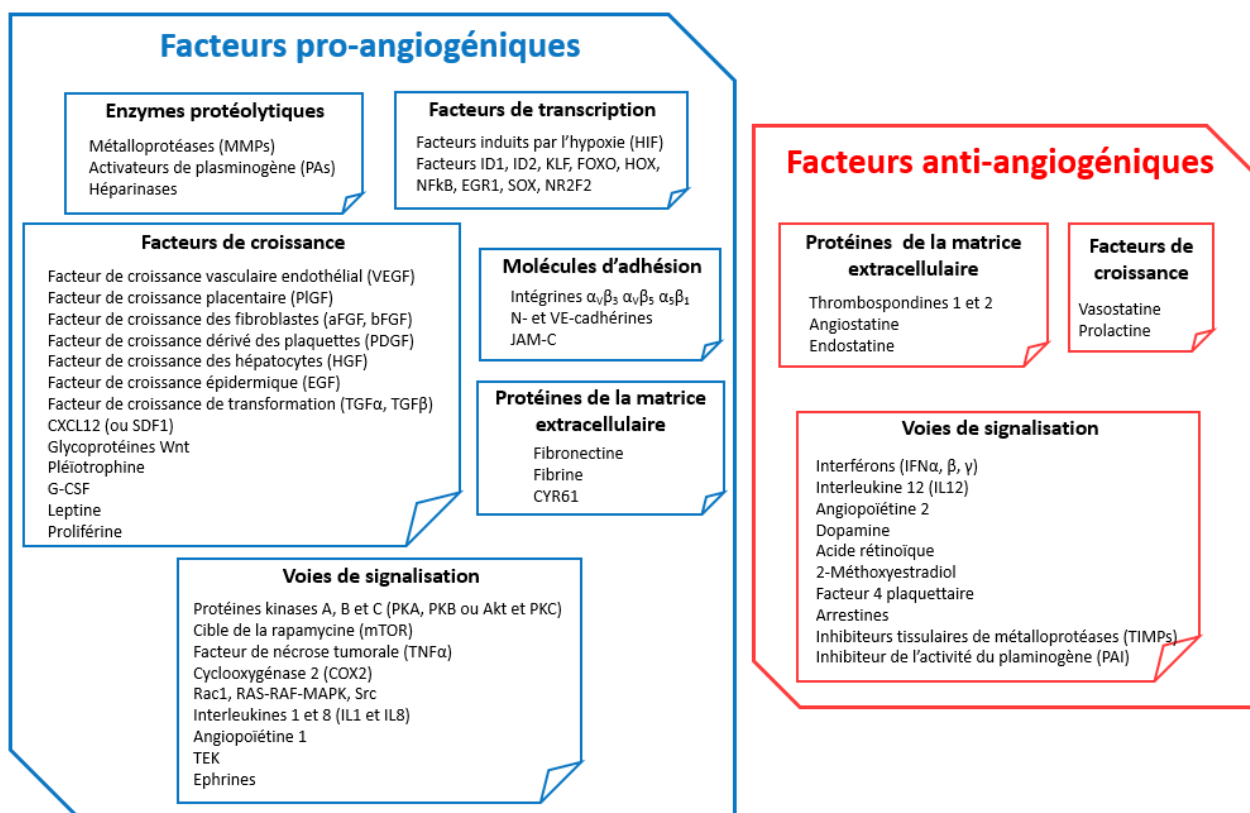 Facteurs pro-angiogéniques
Enzymes protéolytiques
Métalloprotéases (MMPs)
Activateurs de plasminogène (PAs)
Héparinases
Facteurs de transcription
Facteurs induits par l'hypoxie (HIF)
Facteurs ID1, ID2, KLF, FOXO, HOX,
NFkB, EGR1, SOX, NR2F2
Facteurs de croissance
Facteur de croissance vasculaire endothélial (VEGF)
Facteur de croissance placentaire (PlGF)
Facteur de croissance des fibroblastes (aFGF, bFGF)
Facteur de croissance dérivé des plaquettes (PDGF)
Facteur de croissance des hépatocytes (HGF)
Facteur de croissance épidermique (EGF)
Facteur de croissance de transformation (TGFα, TGFβ)
CXCL12 (ou SDF1)
Glycoprotéines Wnt
Pléïotrophine
G-CSF
Leptine
Proliférine
Molécules d'adhésion
Intégrines αᵥβ₃ αᵥβ₅ α₅β₁
N- et VE-cadhérines
JAM-C
Protéines de la matrice
extracellulaire
Fibronectine
Fibrine
CYR61
Voies de signalisation
Protéines kinases A, B et C (PKA, PKB ou Akt et PKC)
Cible de la rapamycine (mTOR)
Facteur de nécrose tumorale (TNFα)
Cyclooxygénase 2 (COX2)
Rac1, RAS-RAF-MAPK, Src
Interleukines 1 et 8 (IL1 et IL8)
Angiopoïétine 1
TEK
Ephrines
Facteurs anti-angiogéniques
Protéines de la matrice
extracellulaire
Thrombospondines 1 et 2
Angiostatine
Endostatine
Facteurs de
croissance
Vasostatine
Prolactine
Voies de signalisation
Interférons (IFNα, β, γ)
Interleukine 12 (IL12)
Angiopoïétine 2
Dopamine
Acide rétinoïque
2-Méthoxyestradiol
Facteur 4 plaquettaire
Arrestines
Inhibiteurs tissulaires de métalloprotéases (TIMPs)
Inhibiteur de l'activité du plaminogène (PAI)